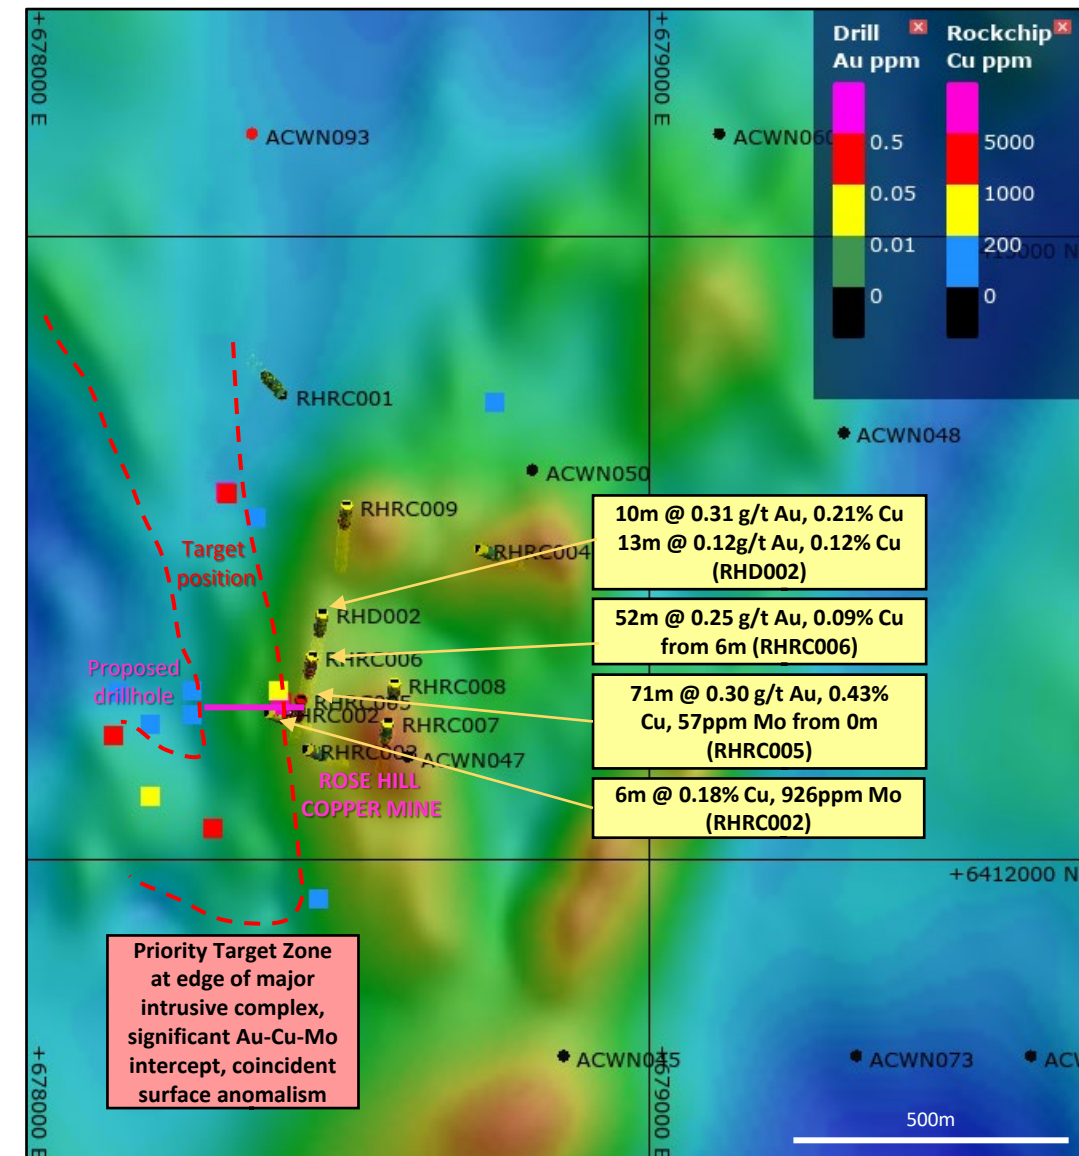 +678000 E
+679000 E
Drill
Au ppm
0.5
0.05
0.01
0
Rockchip
Cu ppm
5000
1000
200
0
ACWN093
ACWN060
RHRC001
ACWN048
ACWN050
RHRC009
RHRC004
10m @ 0.31 g/t Au, 0.21% Cu
13m @ 0.12g/t Au, 0.12% Cu
(RHD002)
Target
position
RHD002
52m @ 0.25 g/t Au, 0.09% Cu
from 6m (RHRC006)
RHRC006
Proposed
drillhole
RHRC008
RHRC005
71m @ 0.30 g/t Au, 0.43%
Cu, 57ppm Mo from 0m
(RHRC005)
RHRC002
RHRC007
RHRC003
ACWN047
ROSE HILL
COPPER MINE
6m @ 0.18% Cu, 926ppm Mo
(RHRC002)
+6412000 N
Priority Target Zone
at edge of major
intrusive complex,
significant Au-Cu-Mo
intercept, coincident
surface anomalism
ACWN045
ACWN073
+678000 E
+679000 E
500m